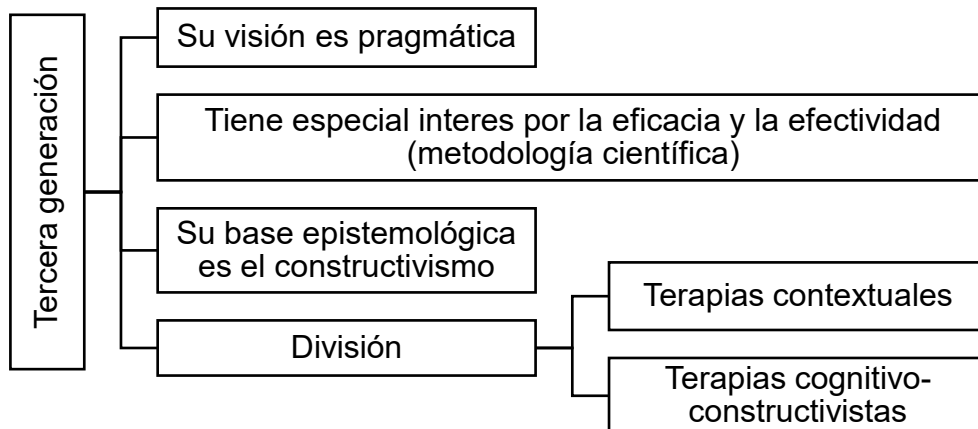 Tercera generación
Su visión es pragmática
Tiene especial interes por la eficacia y la efectividad
(metodología científica)
Su base epistemológica
es el constructivismo
División
Terapias contextuales
Terapias cognitivo-
constructivistas